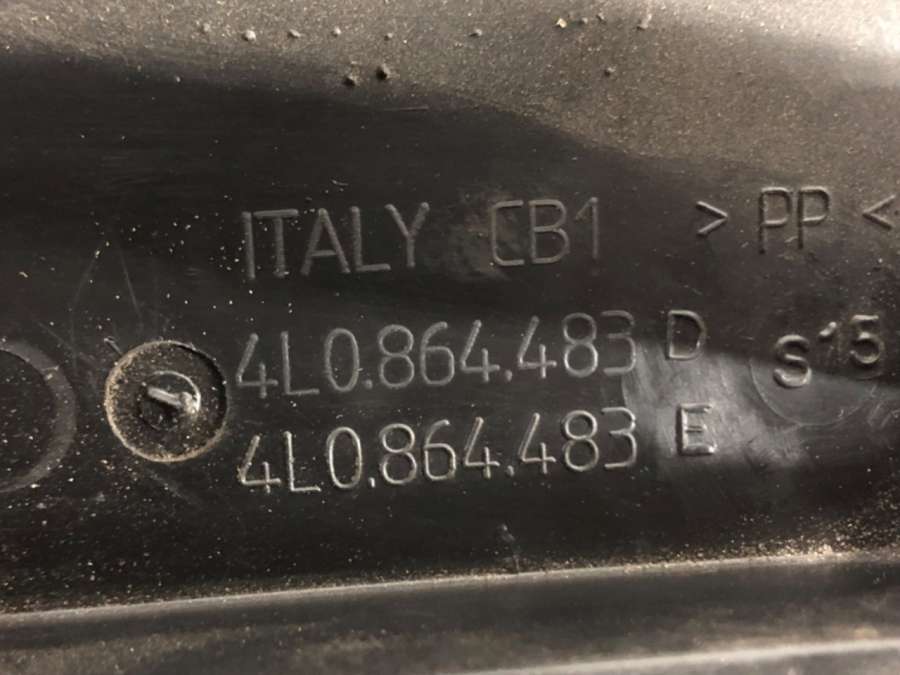 ITALY CB1 > PP <
4L0.864.483 D S15
4L0.864.483 E